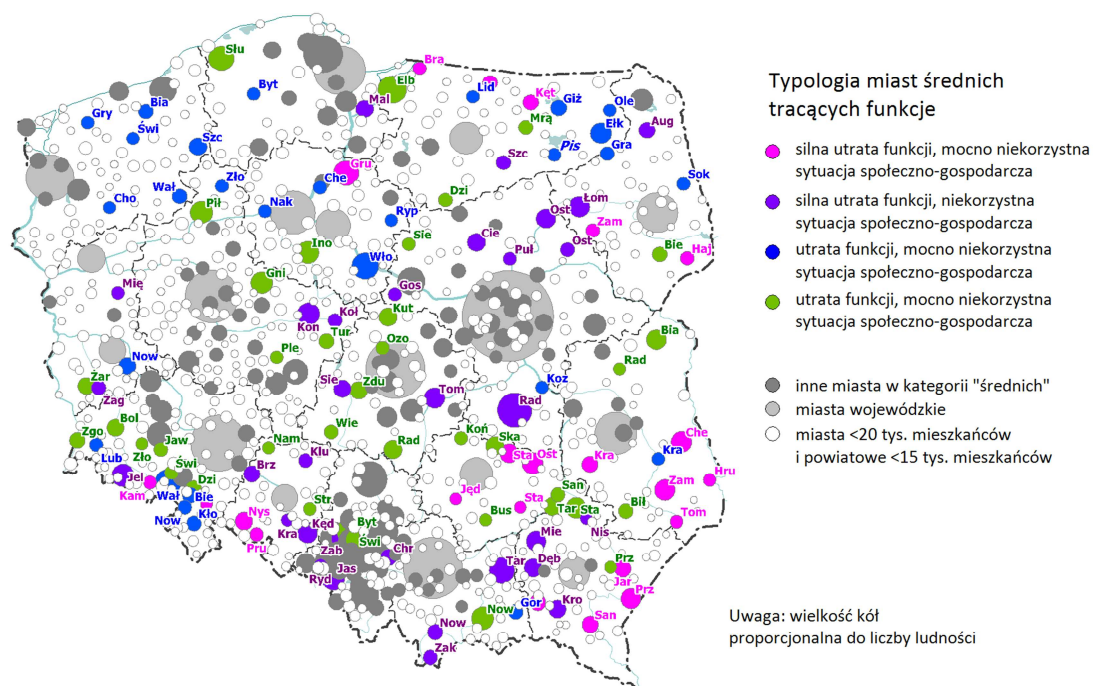 Typologia miast średnich
tracących funkcje
silna utrata funkcji, mocno niekorzystna
sytuacja społeczno-gospodarcza
silna utrata funkcji, niekorzystna
sytuacja społeczno-gospodarcza
utrata funkcji, mocno niekorzystna
sytuacja społeczno-gospodarcza
utrata funkcji, mocno niekorzystna
sytuacja społeczno-gospodarcza
inne miasta w kategorii "średnich"
miasta wojewódzkie
miasta <20 tys. mieszkańców
i powiatowe <15 tys. mieszkańców
Uwaga: wielkość kół
proporcjonalna do liczby ludności
Słu
Bra
Elb
Byt
Lid
Kęt
Giż
Ole
Bia
Mal
Gry
Mrą
Ełk
Aug
Świ
Szc
Pis
Gra
Szc
Gru
Sok
Zło
Che
Wał
Dzi
Łom
Cho
Pił
Nak
Ryp
Ost
Zam
Ino
Sie
Cie
Ost
Bie
Haj
Wło
Puł
Gni
Mię
Gos
Kon
Koł
Kut
Tur
Ozo
Bia
Now
Ple
Rad
Żar
Żag
Sie
Zdu
Koz
Tom
Rad
Bol
Zgo
Jaw
Wie
Koń
Ska
Che
Zło
Nam
Rad
Sta
Ost
Kra
Kra
Lub
Świ
Klu
Jel
Dzi
Brz
Hru
Kam
Wał
Bie
Str
Jęd
Sta
San
Zam
Now
Kło
Nys
Bus
Tar
Sta
Bił
Tom
Pru
Kra
Kęd
Byt
Nis
Świ
Mie
Zab
Chr
Prz
Jas
Tar
Dęb
Jar
Ryd
Prz
Gor
Now
Kro
San
Now
Zak